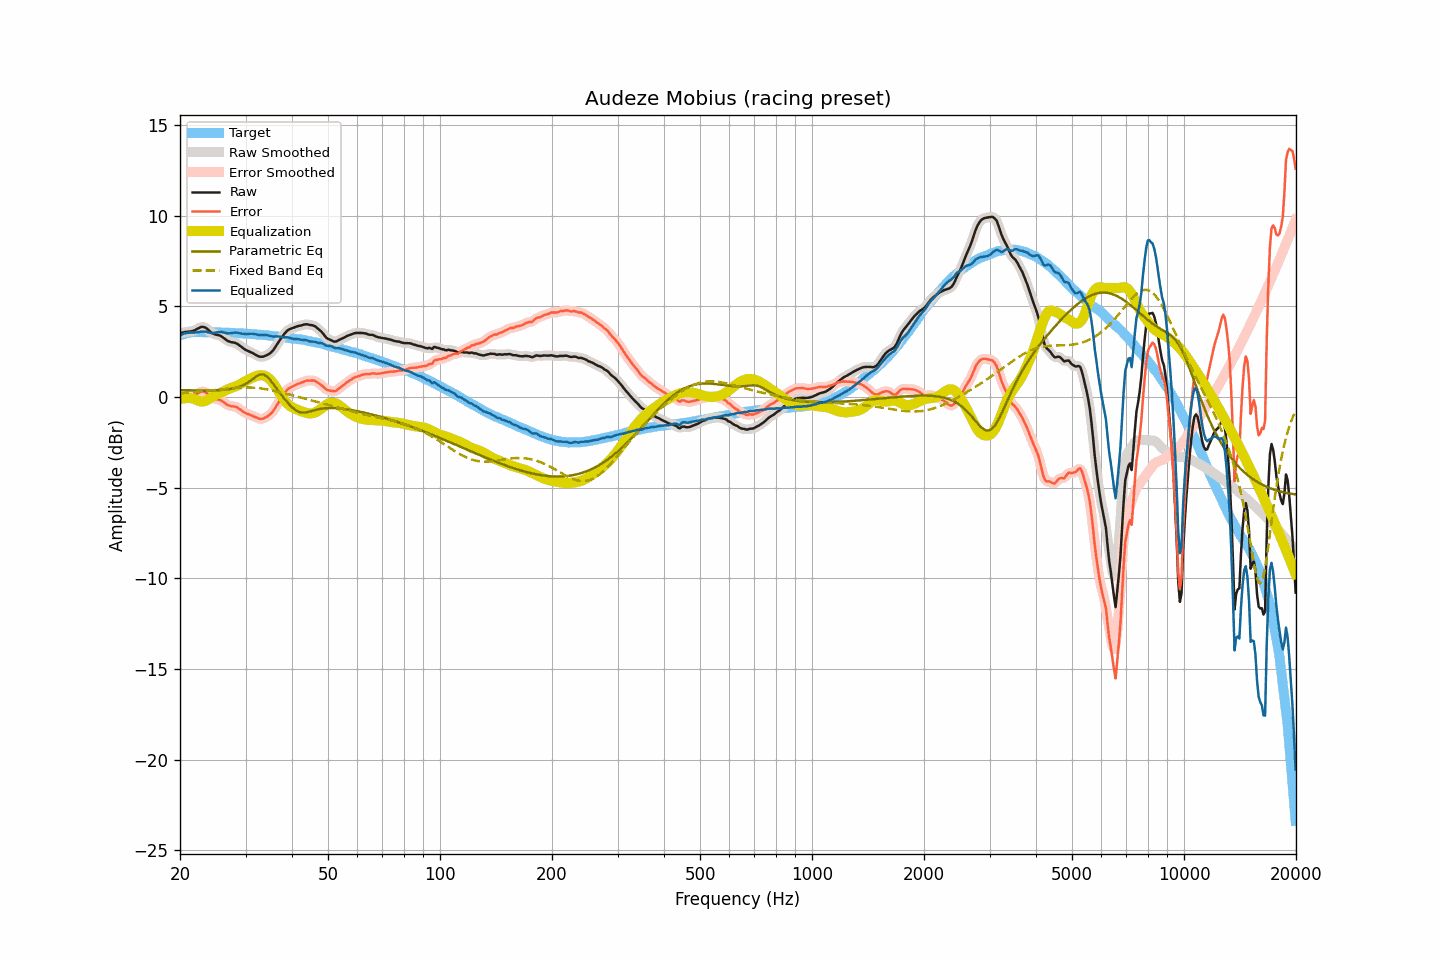 Audeze Mobius (racing preset)
15
10
5
0
−5
−10
−15
−20
−25
Amplitude (dBr)
Target
Raw Smoothed
Error Smoothed
Raw
Error
Equalization
Parametric Eq
Fixed Band Eq
Equalized
20 50 100 200 500 1000 2000 5000 10000 20000
Frequency (Hz)